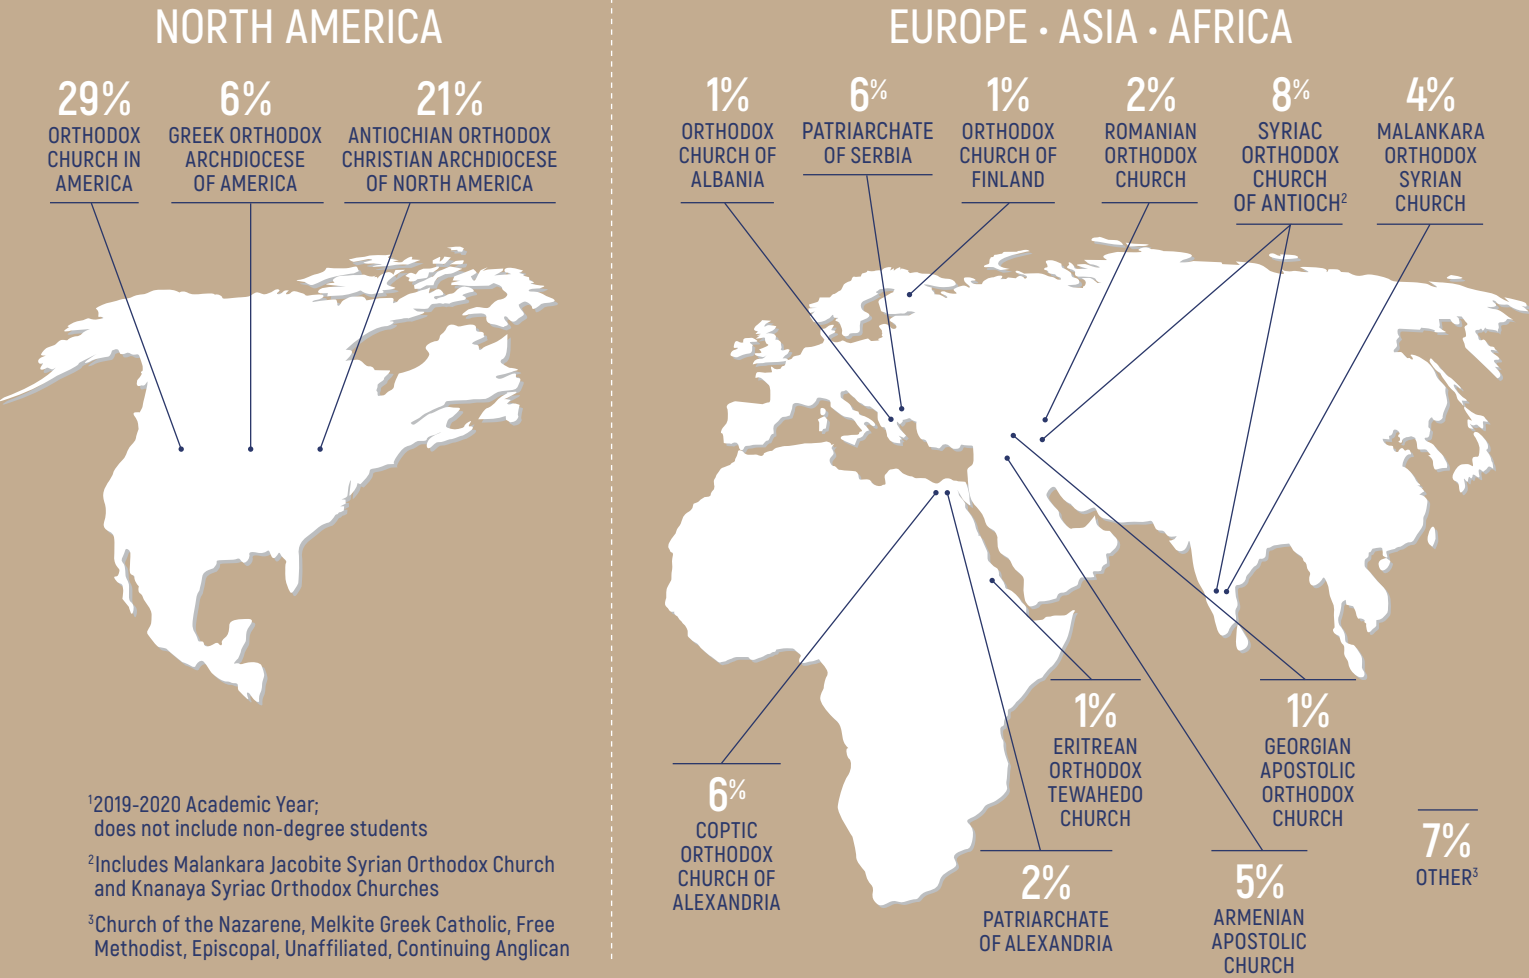 NORTH AMERICA
29%
ORTHODOX
CHURCH IN
AMERICA
6%
GREEK ORTHODOX
ARCHDIOCESE
OF AMERICA
21%
ANTIOCHIAN ORTHODOX
CHRISTIAN ARCHDIOCESE
OF NORTH AMERICA
EUROPE · ASIA · AFRICA
1%
ORTHODOX
CHURCH OF
ALBANIA
6%
PATRIARCHATE
OF SERBIA
1%
ORTHODOX
CHURCH OF
FINLAND
2%
ROMANIAN
ORTHODOX
CHURCH
8%
SYRIAC
ORTHODOX
CHURCH
OF ANTIOCH²
4%
MALANKARA
ORTHODOX
SYRIAN
CHURCH
6%
COPTIC
ORTHODOX
CHURCH OF
ALEXANDRIA
2%
PATRIARCHATE
OF ALEXANDRIA
1%
ERITREAN
ORTHODOX
TEWAHEDO
CHURCH
5%
ARMENIAN
APOSTOLIC
CHURCH
1%
GEORGIAN
APOSTOLIC
ORTHODOX
CHURCH
7%
OTHER³
¹2019-2020 Academic Year;
does not include non-degree students
²Includes Malankara Jacobite Syrian Orthodox Church
and Knanaya Syriac Orthodox Churches
³Church of the Nazarene, Melkite Greek Catholic, Free
Methodist, Episcopal, Unaffiliated, Continuing Anglican